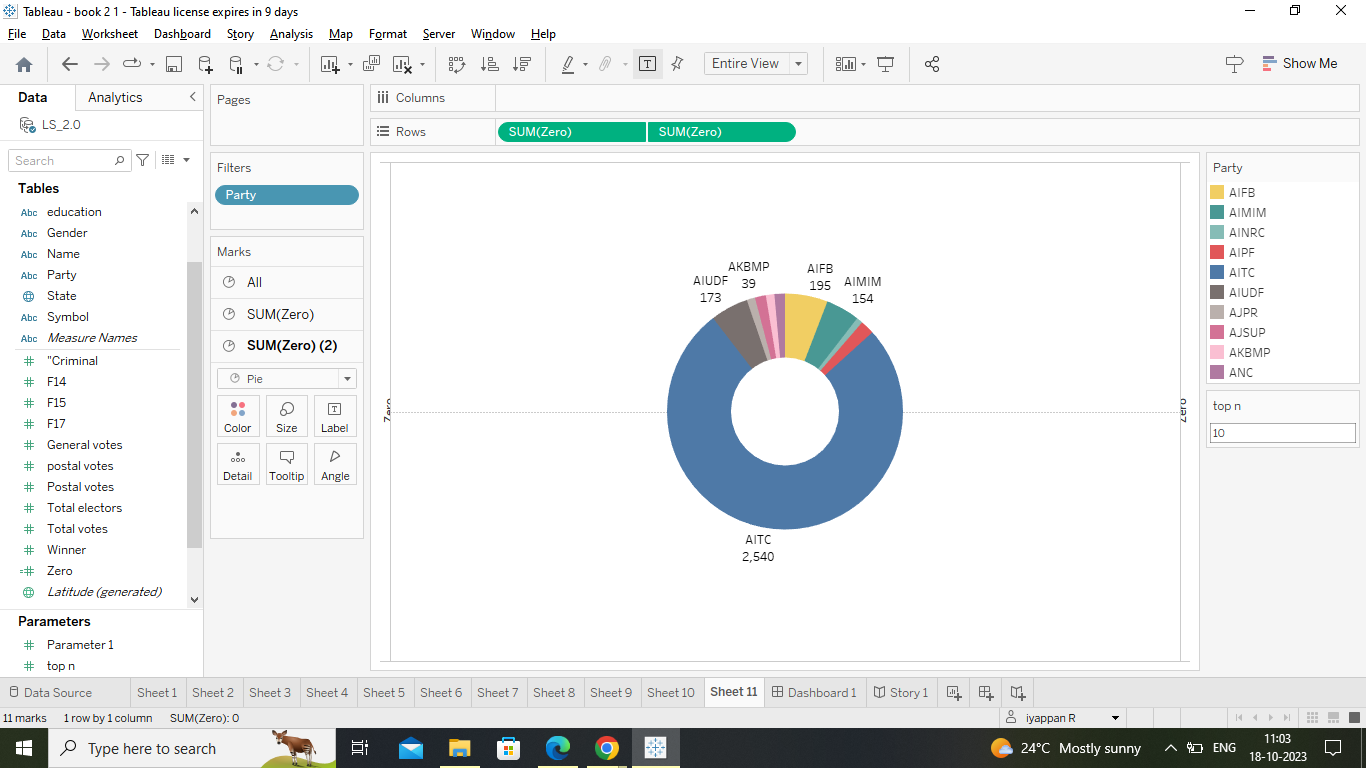 Tableau - book 2 1 - Tableau license expires in 9 days
File Data Worksheet Dashboard Story Analysis Map Format Server Window Help
Entire View
Show Me
Data Analytics
LS_2.0
Search
Tables
Abc education
Abc Gender
Abc Name
Abc Party
State
Abc Symbol
Abc Measure Names
# "Criminal
# F14
# F15
# F17
# General votes
# postal votes
# Postal votes
# Total electors
# Total votes
# Winner
=# Zero
Latitude (generated)
Parameters
# Parameter 1
# top n
Pages
Filters
Party
Marks
All
SUM(Zero)
SUM(Zero) (2)
Pie
Color Size Label
Detail Tooltip Angle
Columns
Rows SUM(Zero) SUM(Zero)
AKBMP
39
AIFB
195
AIUDF
173
AIMIM
154
Zero
Zero
AITC
2,540
Party
AIFB
AIMIM
AINRC
AIPF
AITC
AIUDF
AJPR
AJSUP
AKBMP
ANC
top n
10
Data Source Sheet 1 Sheet 2 Sheet 3 Sheet 4 Sheet 5 Sheet 6 Sheet 7 Sheet 8 Sheet 9 Sheet 10 Sheet 11 Dashboard 1 Story 1
11 marks 1 row by 1 column SUM(Zero): 0 iyappan R
Type here to search
24°C Mostly sunny
ENG
11:03
18-10-2023